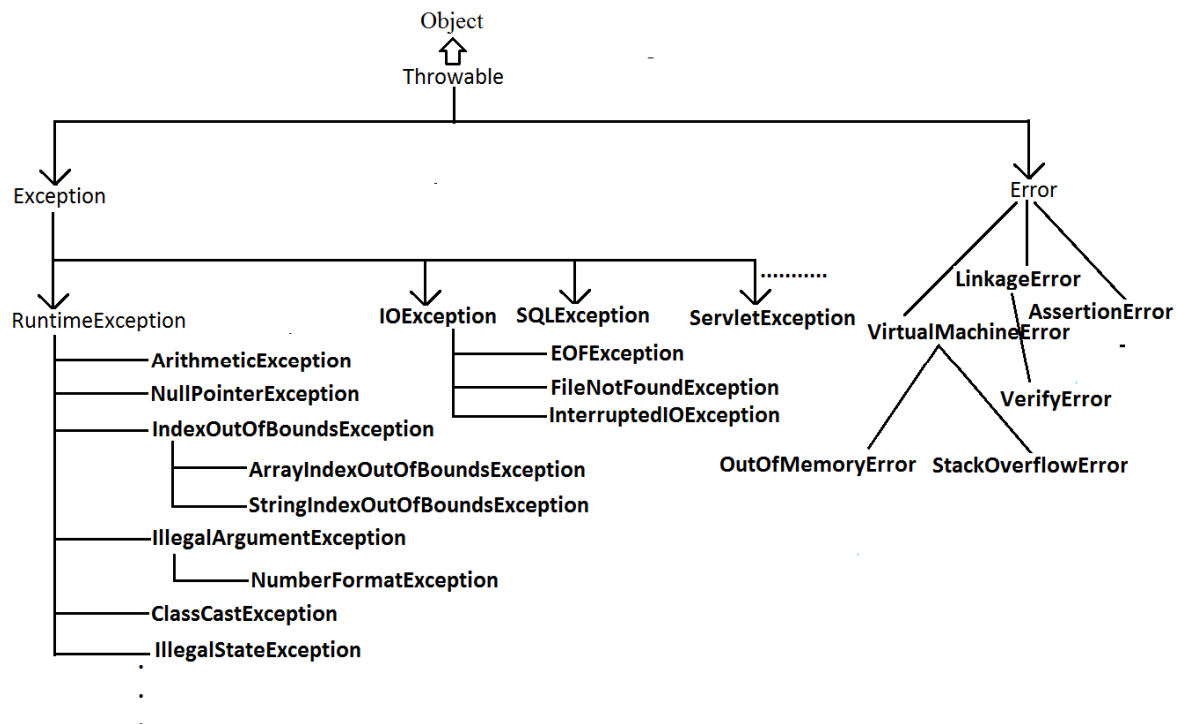 Object
Throwable
Exception
Error
RuntimeException
IOException
SQLException
ServletException
...........
LinkageError
AssertionError
VirtualMachineError
ArithmeticException
EOFException
NullPointerException
FileNotFoundException
VerifyError
InterruptedIOException
IndexOutOfBoundsException
OutOfMemoryError
StackOverflowError
ArrayIndexOutOfBoundsException
StringIndexOutOfBoundsException
IllegalArgumentException
NumberFormatException
ClassCastException
IllegalStateException
.
.
.